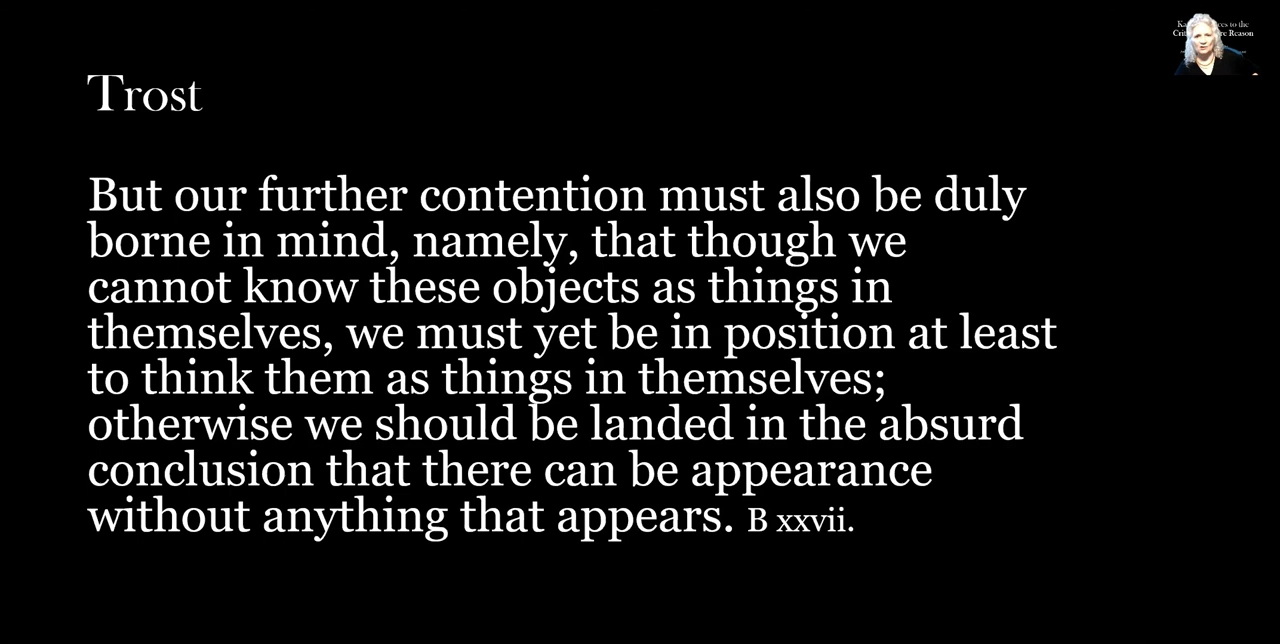 Trost
But our further contention must also be duly
borne in mind, namely, that though we
cannot know these objects as things in
themselves, we must yet be in position at least
to think them as things in themselves;
otherwise we should be landed in the absurd
conclusion that there can be appearance
without anything that appears. B xxvii.
to the
Reason